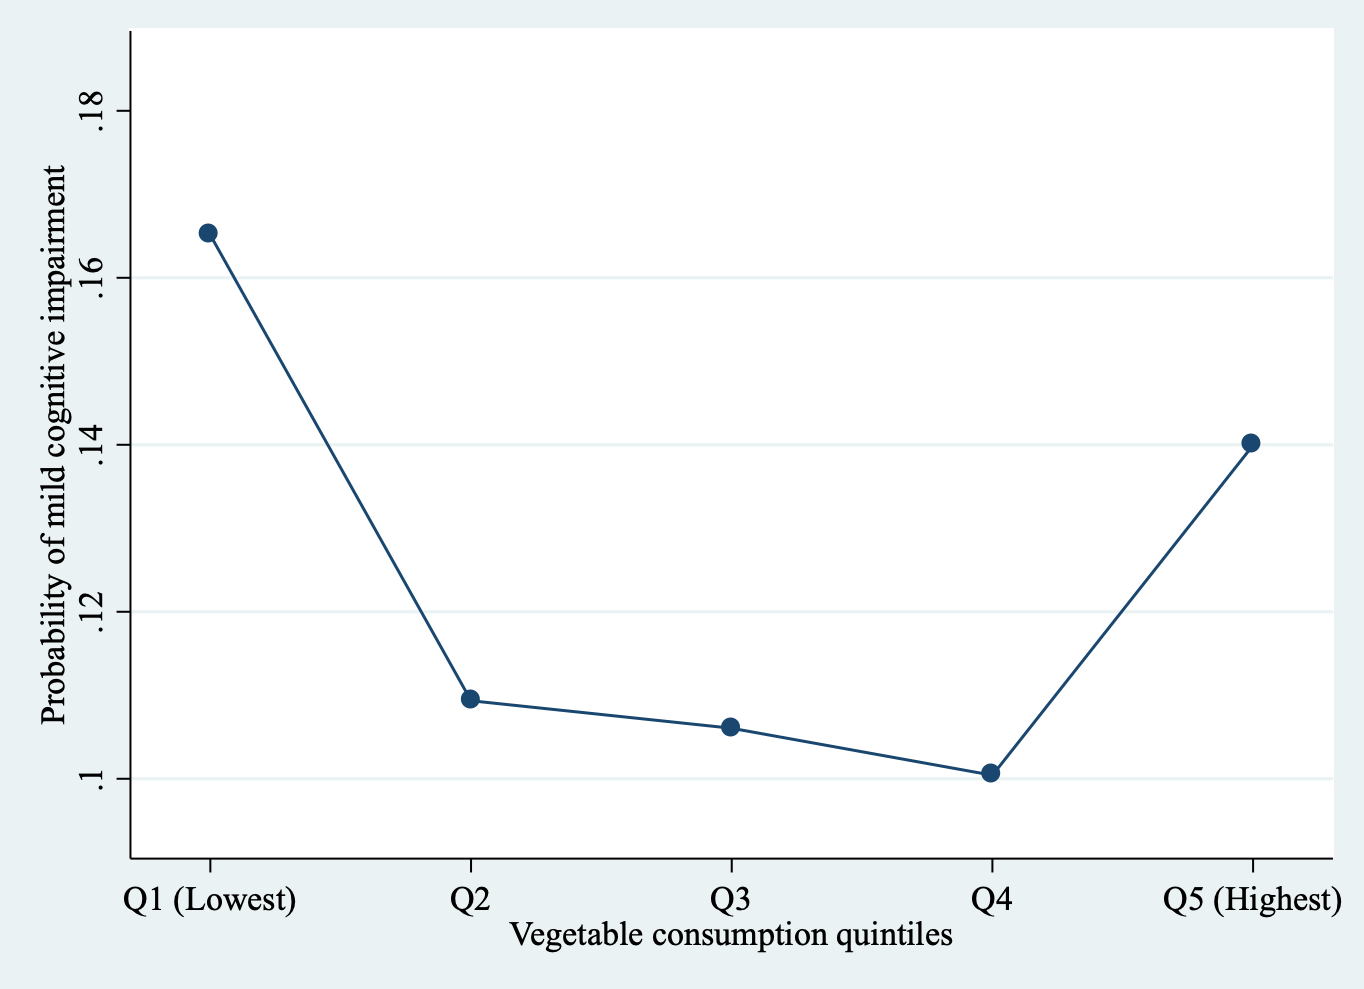 Probability of mild cognitive impairment
.18
.16
.14
.12
.1
Q1 (Lowest)
Q2
Q3
Q4
Q5 (Highest)
Vegetable consumption quintiles